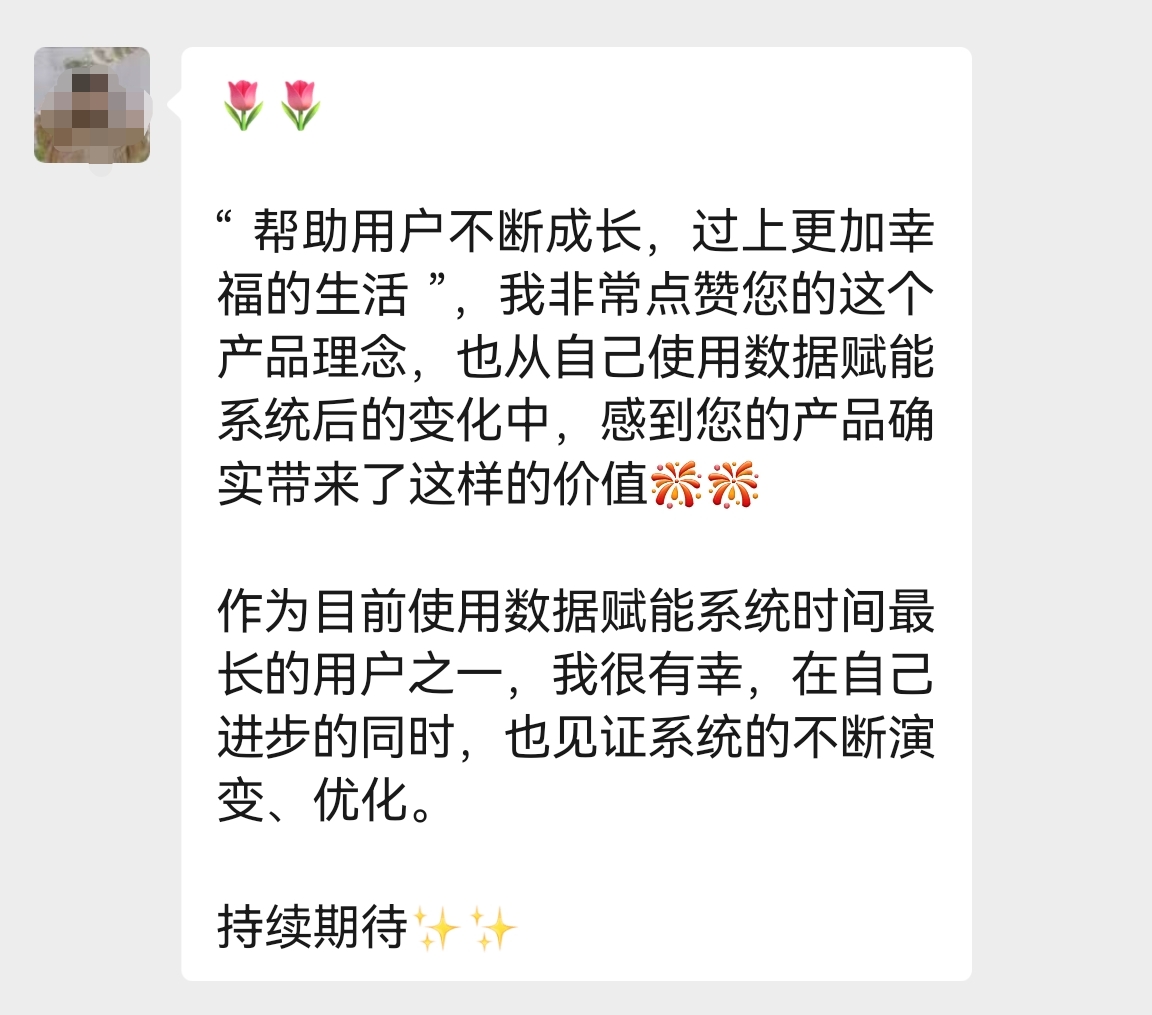 🌷🌷
“ 帮助用户不断成长，过上更加幸
福的生活 ”，我非常点赞您的这个
产品理念，也从自己使用数据赋能
系统后的变化中，感到您的产品确
实带来了这样的价值🎆🎆
作为目前使用数据赋能系统时间最
长的用户之一，我很有幸，在自己
进步的同时，也见证系统的不断演
变、优化。
持续期待✨✨